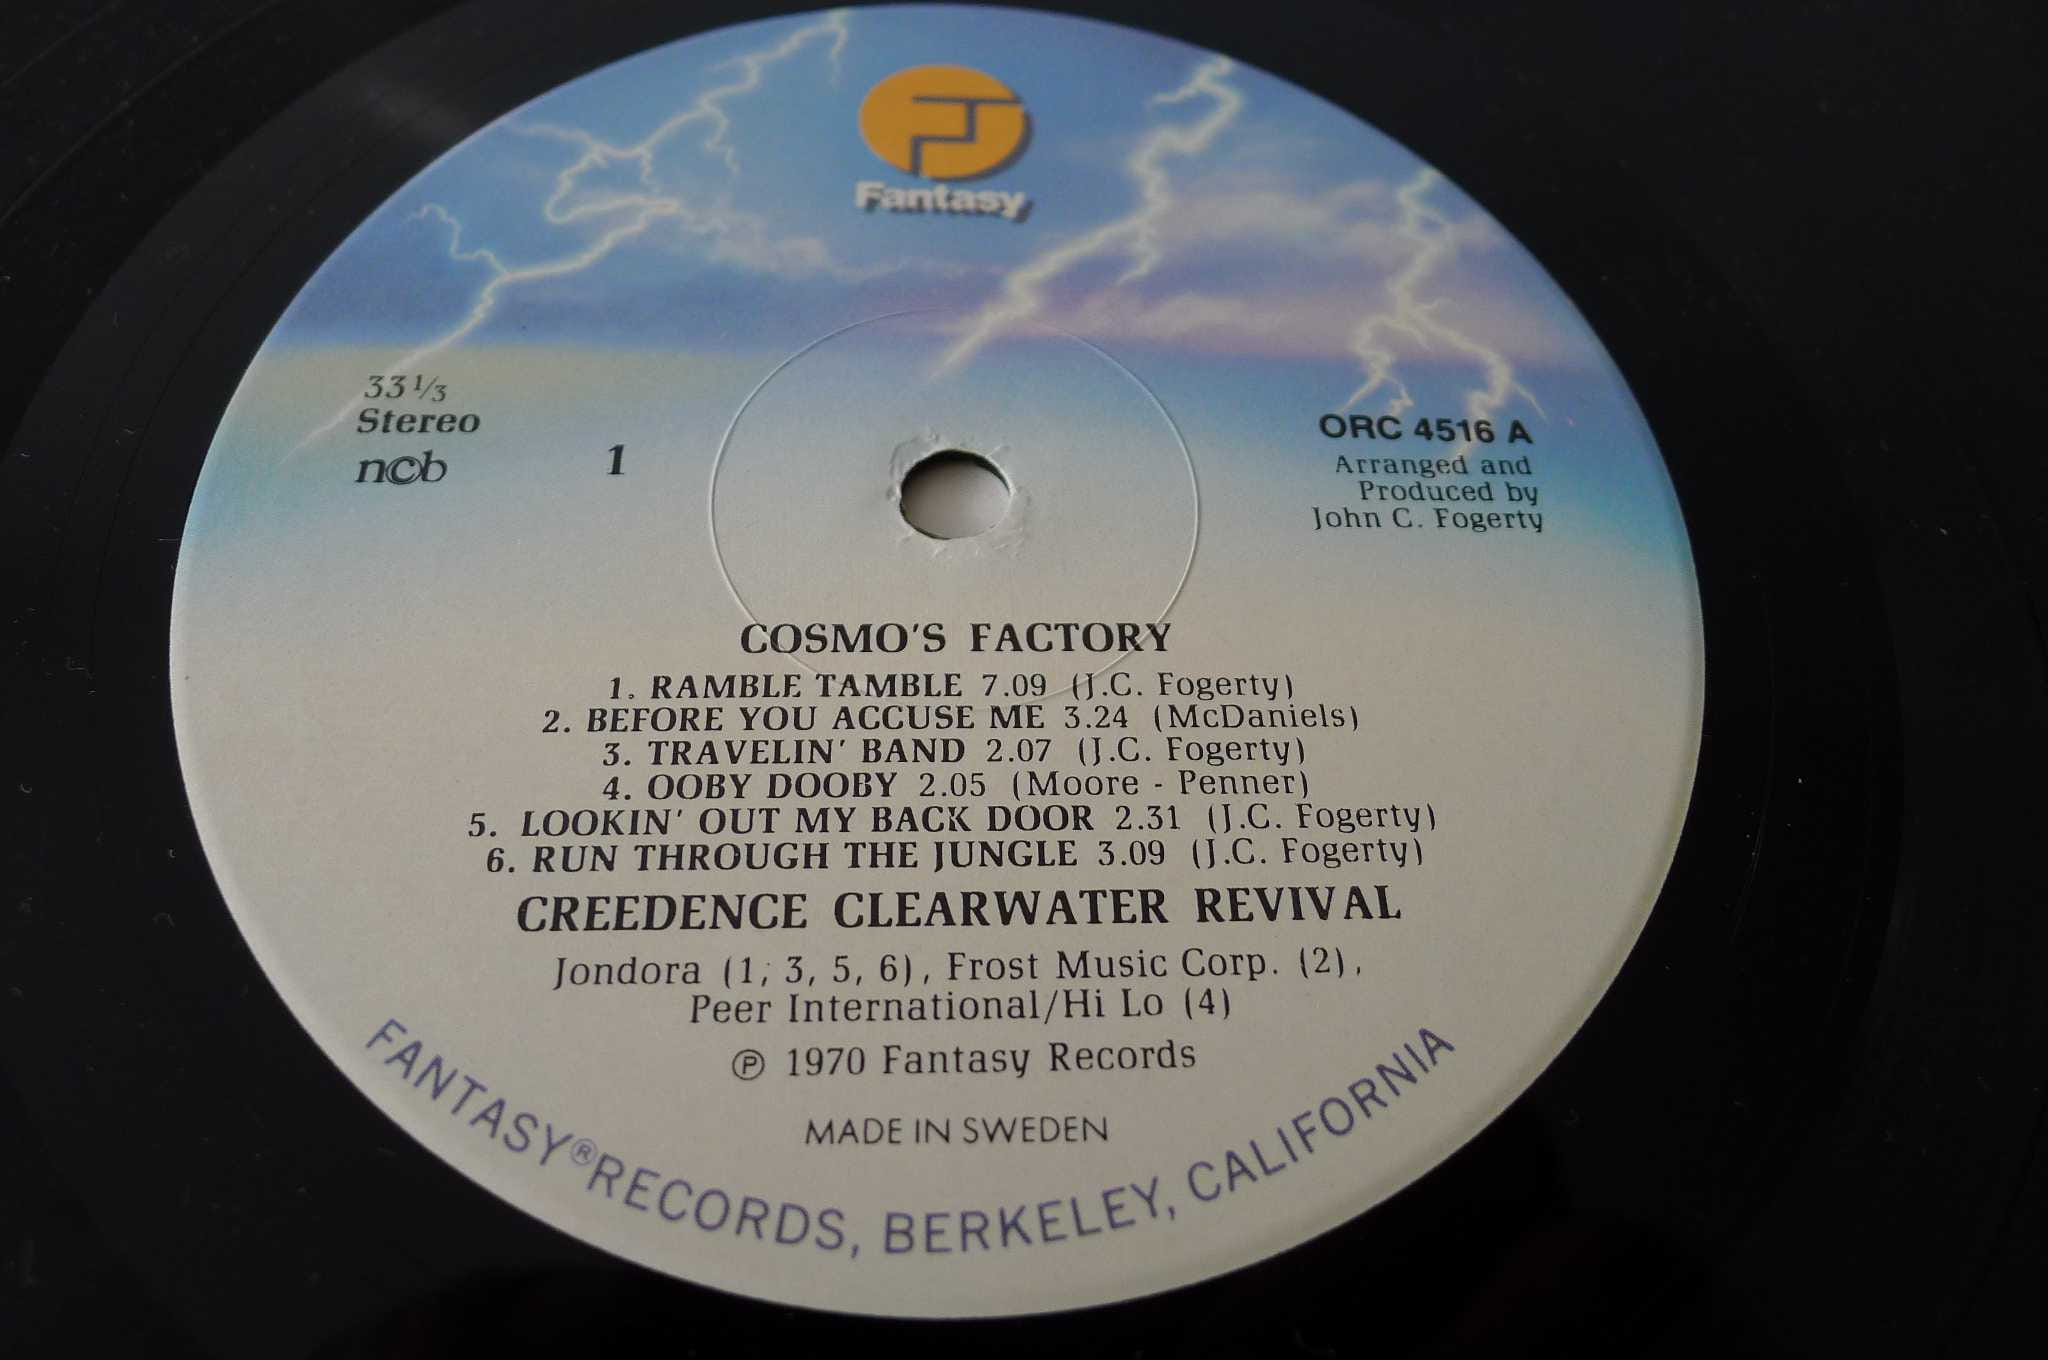 Fantasy
33 1/3
Stereo
ncb
1
ORC 4516 A
Arranged and
Produced by
John C. Fogerty
COSMO'S FACTORY
1. RAMBLE TAMBLE 7.09 (J.C. Fogerty)
2. BEFORE YOU ACCUSE ME 3.24 (McDaniels)
3. TRAVELIN' BAND 2.07 (J.C. Fogerty)
4. OOBY DOOBY 2.05 (Moore - Penner)
5. LOOKIN' OUT MY BACK DOOR 2.31 (J.C. Fogerty)
6. RUN THROUGH THE JUNGLE 3.09 (J.C. Fogerty)
CREEDENCE CLEARWATER REVIVAL
Jondora (1, 3, 5, 6), Frost Music Corp. (2),
Peer International/Hi Lo (4)
℗ 1970 Fantasy Records
MADE IN SWEDEN
FANTASY® RECORDS, BERKELEY, CALIFORNIA